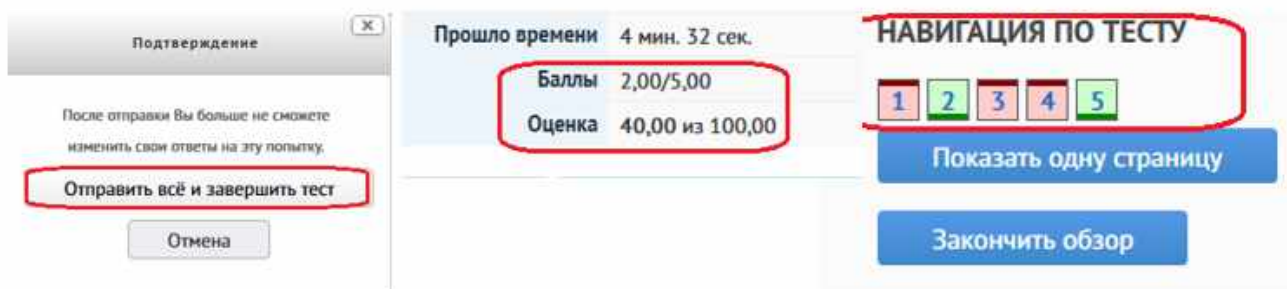 Подтверждение
После отправки Вы больше не сможете
изменить свои ответы на эту попытку.
Отправить всё и завершить тест
Отмена
Прошло времени 4 мин. 32 сек.
Баллы 2,00/5,00
Оценка 40,00 из 100,00
НАВИГАЦИЯ ПО ТЕСТУ
1 2 3 4 5
Показать одну страницу
Закончить обзор